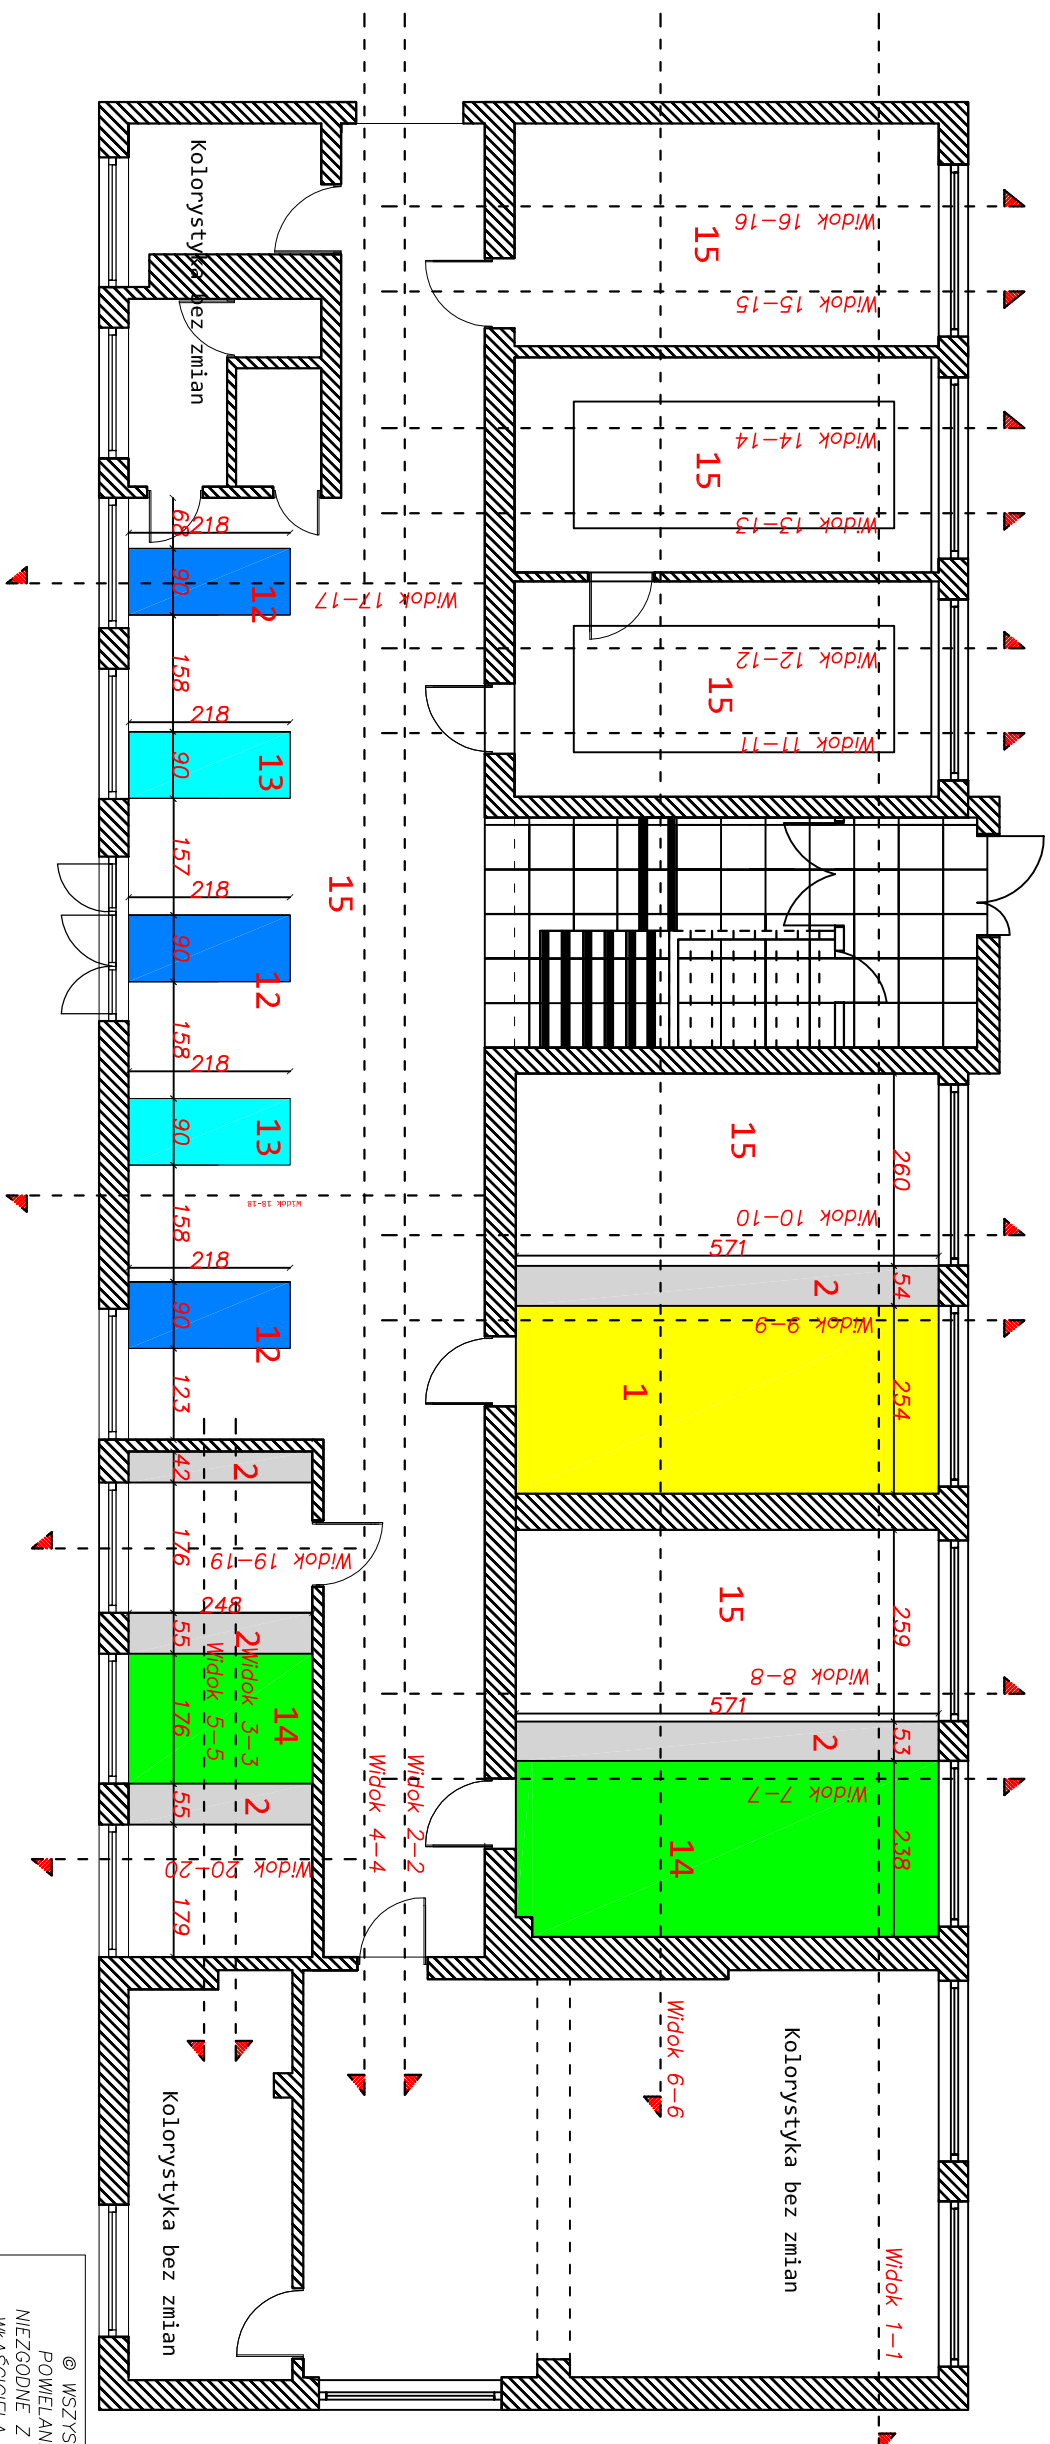 Kolorystyka bez zmian
15
Widok 16-16
Widok 15-15
15
Widok 14-14
Widok 13-13
15
Widok 12-12
Widok 11-11
68
218
90
12
Widok 17-17
158
218
90
13
157
218
90
12
15
158
218
90
13
158
Widok 18-18
218
90
12
123
15
260
Widok 10-10
571
54
2
Widok 9-9
1
254
42
2
176
Widok 19-19
248
55
2
Widok 5-5
Widok 3-3
176
14
55
2
Widok 20-20
179
15
259
Widok 8-8
571
53
2
Widok 7-7
14
238
Widok 4-4
Widok 2-2
Widok 6-6
Kolorystyka bez zmian
Kolorystyka bez zmian
Widok 1-1
© WSZYS
POWIELAN
NIEZGODNE Z